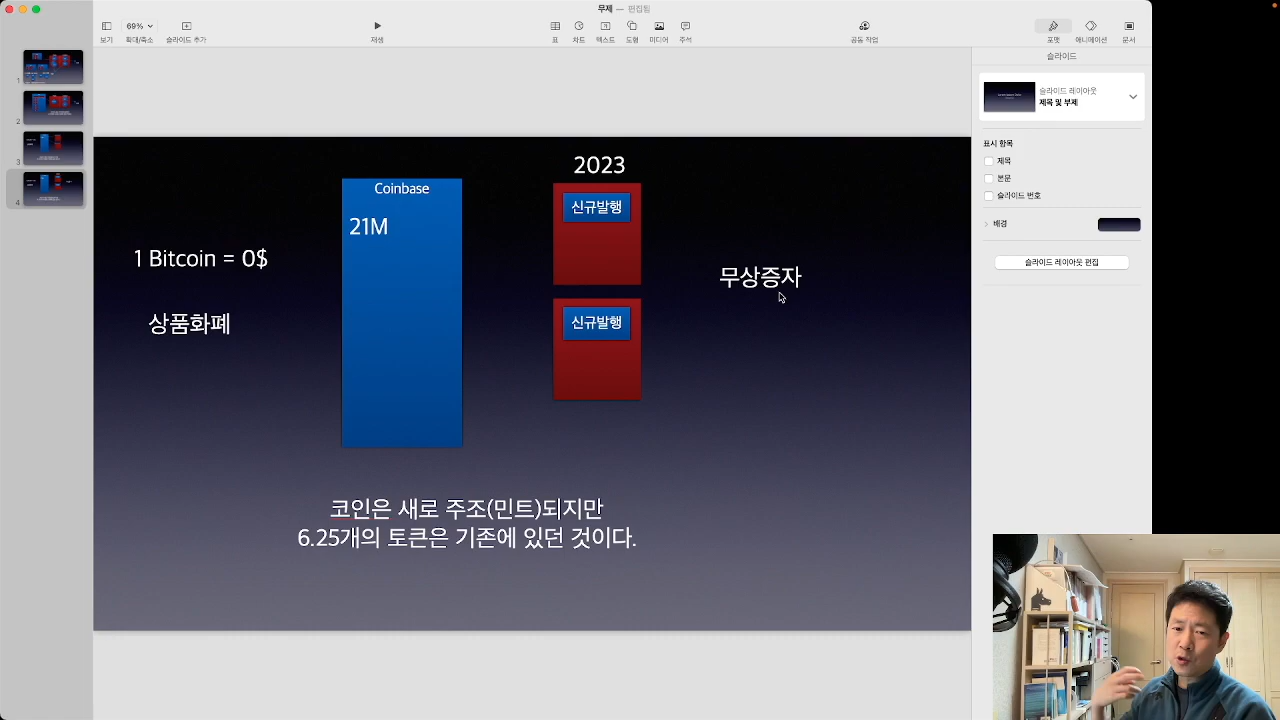 무제 — 편집됨
69%
보기
확대/축소
슬라이드 추가
재생
표
차트
텍스트
도형
미디어
주석
공동 작업
포맷
애니메이션
문서
슬라이드
슬라이드 레이아웃
제목 및 부제
표시 항목
제목
본문
슬라이드 번호
배경
슬라이드 레이아웃 편집
1
2
3
4
2023
Coinbase
신규발행
21M
1 Bitcoin = 0$
무상증자
상품화폐
신규발행
코인은 새로 주조(민트)되지만
6.25개의 토큰은 기존에 있던 것이다.